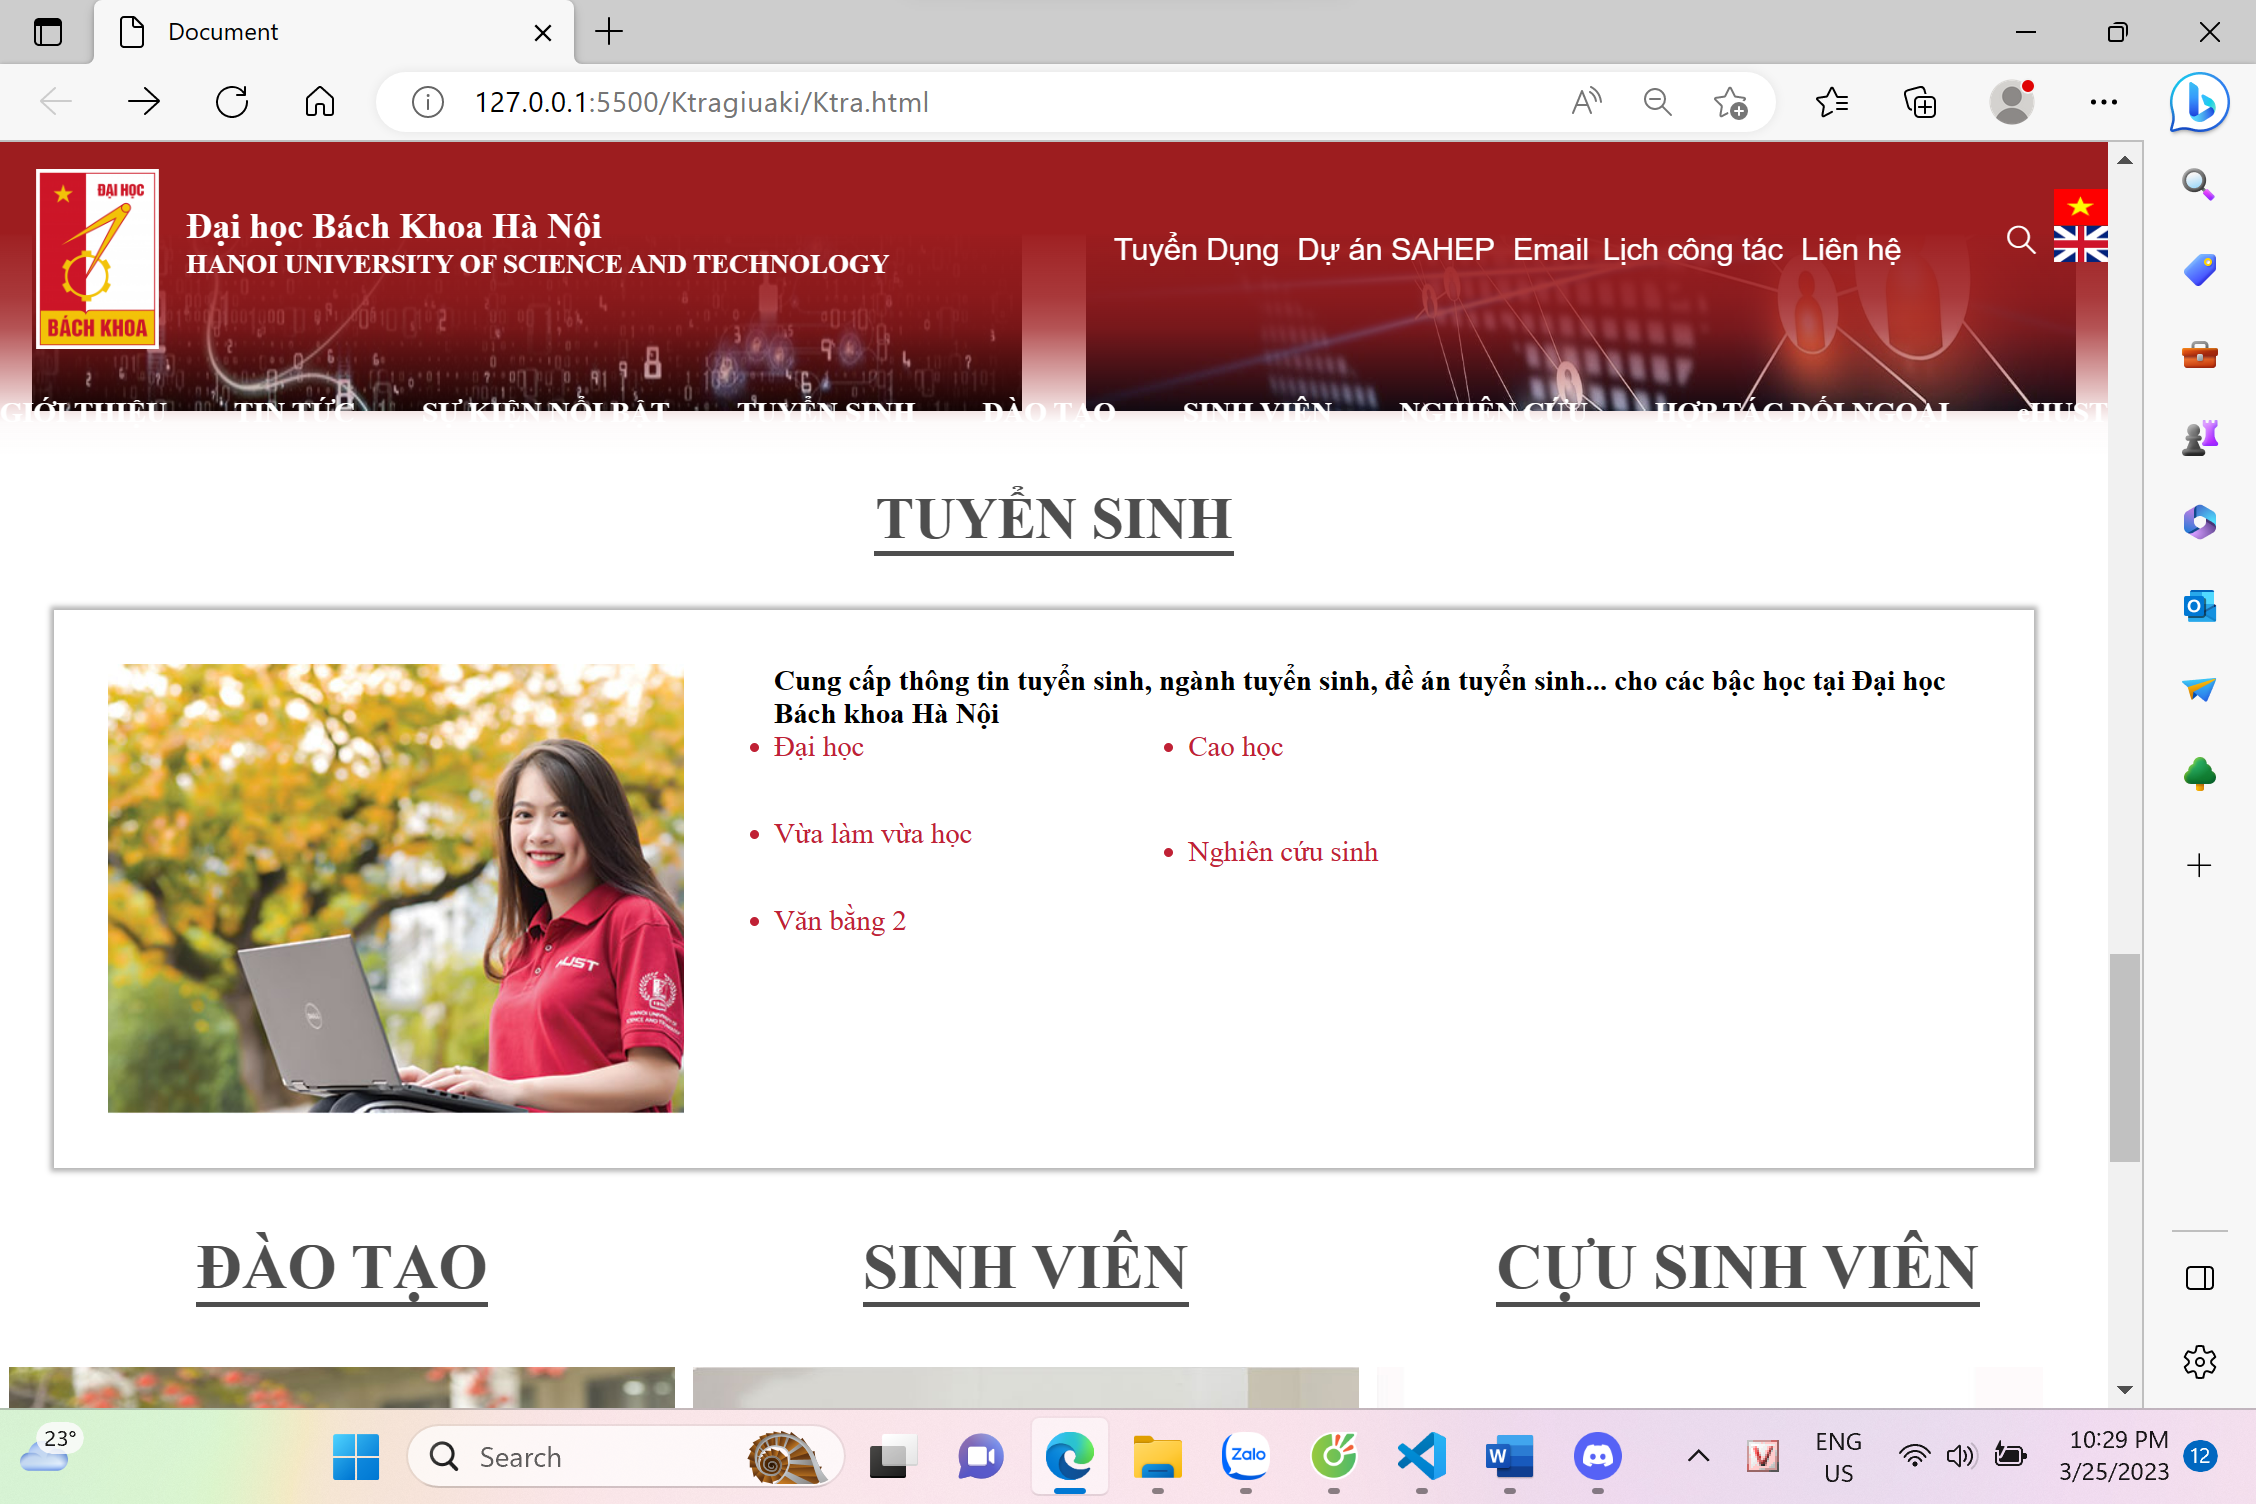 Document
127.0.0.1:5500/Ktragiuaki/Ktra.html
ĐẠI HỌC
BÁCH KHOA
Đại học Bách Khoa Hà Nội
HANOI UNIVERSITY OF SCIENCE AND TECHNOLOGY
Tuyển Dụng Dự án SAHEP Email Lịch công tác Liên hệ
GIỚI THIỆU TIN TỨC SỰ KIỆN NỔI BẬT TUYỂN SINH ĐÀO TẠO SINH VIÊN NGHIÊN CỨU HỢP TÁC ĐỐI NGOẠI eHUST
TUYỂN SINH
Cung cấp thông tin tuyển sinh, ngành tuyển sinh, đề án tuyển sinh... cho các bậc học tại Đại học
Bách khoa Hà Nội
Đại học
Cao học
Vừa làm vừa học
Nghiên cứu sinh
Văn bằng 2
HUST
DELL
ĐÀO TẠO SINH VIÊN CỰU SINH VIÊN
23°
Search
Zalo
W
V
ENG
US
10:29 PM
3/25/2023
12